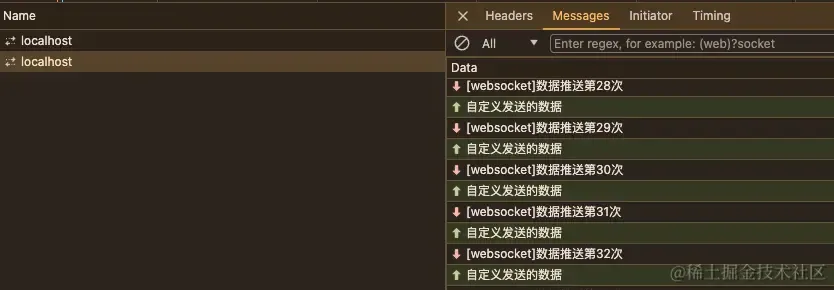 Name
localhost
localhost
Headers Messages Initiator Timing
All Enter regex, for example: (web)?socket
Data
[websocket]数据推送第28次
自定义发送的数据
[websocket]数据推送第29次
自定义发送的数据
[websocket]数据推送第30次
自定义发送的数据
[websocket]数据推送第31次
自定义发送的数据
[websocket]数据推送第32次
自定义发送的数据
@稀土掘金技术社区